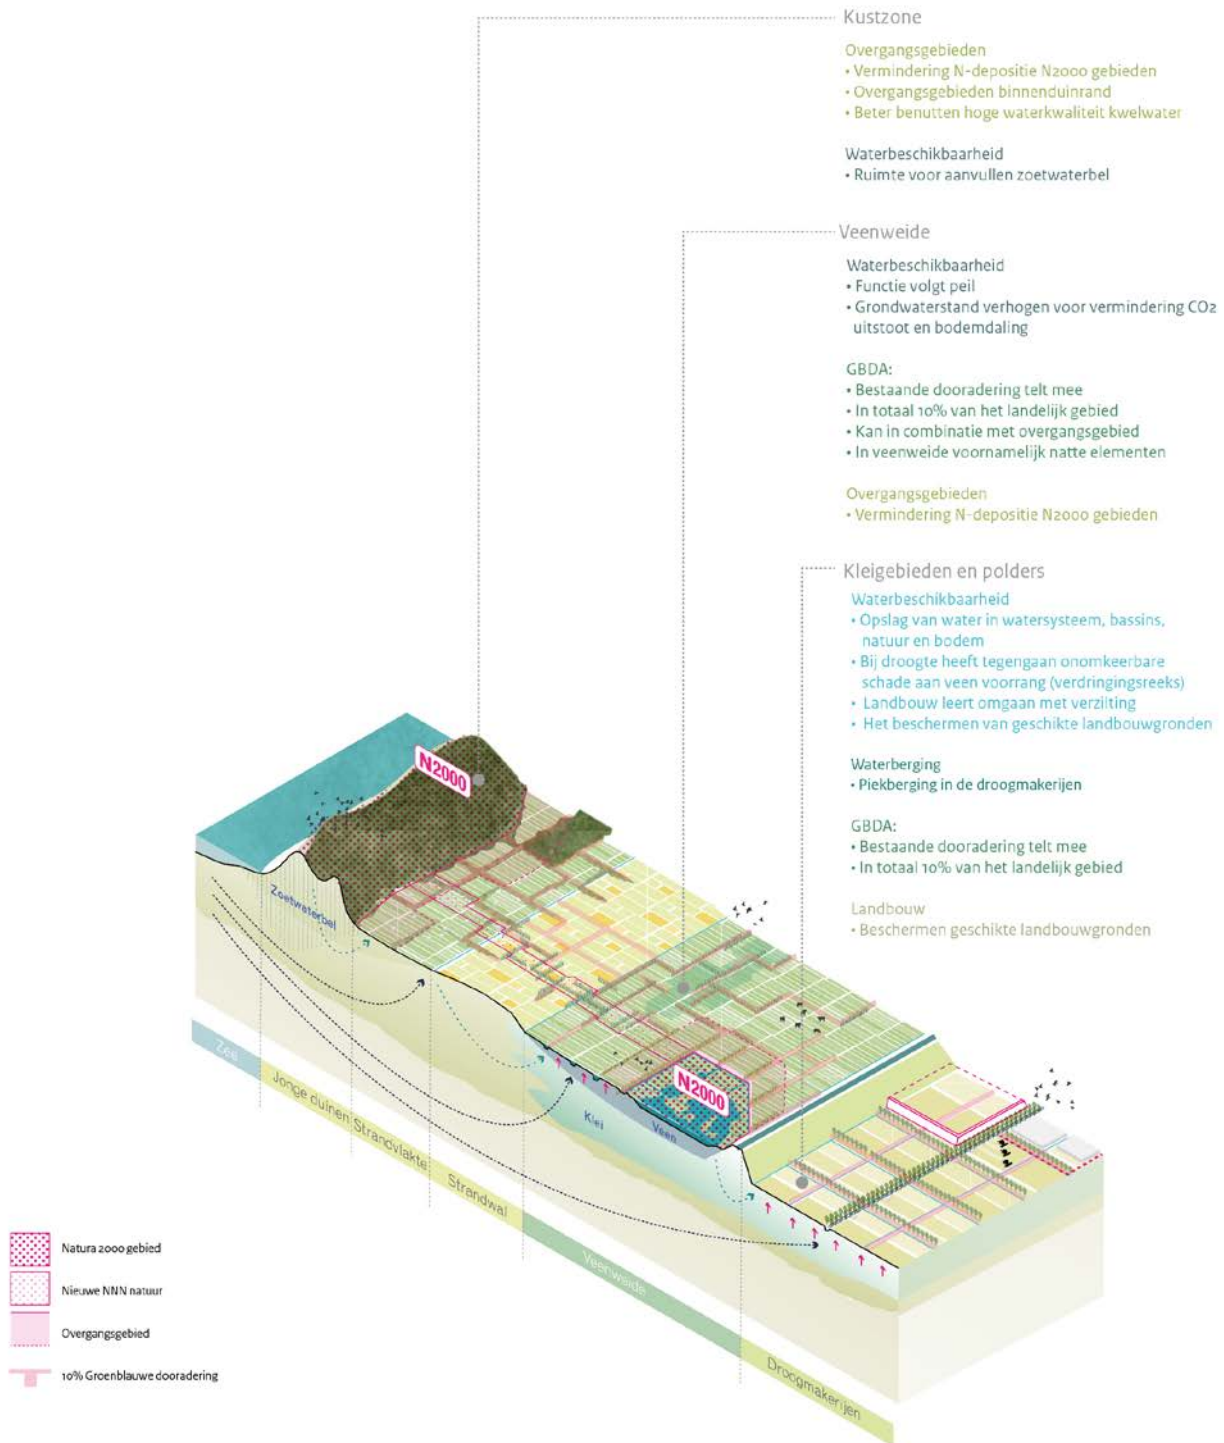 Kustzone
Overgangsgebieden
• Vermindering N-depositie N2000 gebieden
• Overgangsgebieden binnenduinrand
• Beter benutten hoge waterkwaliteit kwelwater
Waterbeschikbaarheid
• Ruimte voor aanvullen zoetwaterbel
Veenweide
Waterbeschikbaarheid
• Functie volgt peil
• Grondwaterstand verhogen voor vermindering CO2
uitstoot en bodemdaling
GBDA:
• Bestaande dooradering telt mee
• In totaal 10% van het landelijk gebied
• Kan in combinatie met overgangsgebied
• In veenweide voornamelijk natte elementen
Overgangsgebieden
• Vermindering N-depositie N2000 gebieden
Kleigebieden en polders
Waterbeschikbaarheid
• Opslag van water in watersysteem, bassins,
natuur en bodem
• Bij droogte heeft tegengaan onomkeerbare
schade aan veen voorrang (verdringingsreeks)
• Landbouw leert omgaan met verzilting
• Het beschermen van geschikte landbouwgronden
Waterberging
• Piekberging in de droogmakerijen
GBDA:
• Bestaande dooradering telt mee
• In totaal 10% van het landelijk gebied
Landbouw
• Beschermen geschikte landbouwgronden
N2000
Zoetwaterbel
N2000
Klei
Veen
Zee
Jonge duinen
Strandvlakte
Strandwal
Veenweide
Droogmakerijen
Natura 2000 gebied
Nieuwe NNN natuur
Overgangsgebied
10% Groenblauwe dooradering